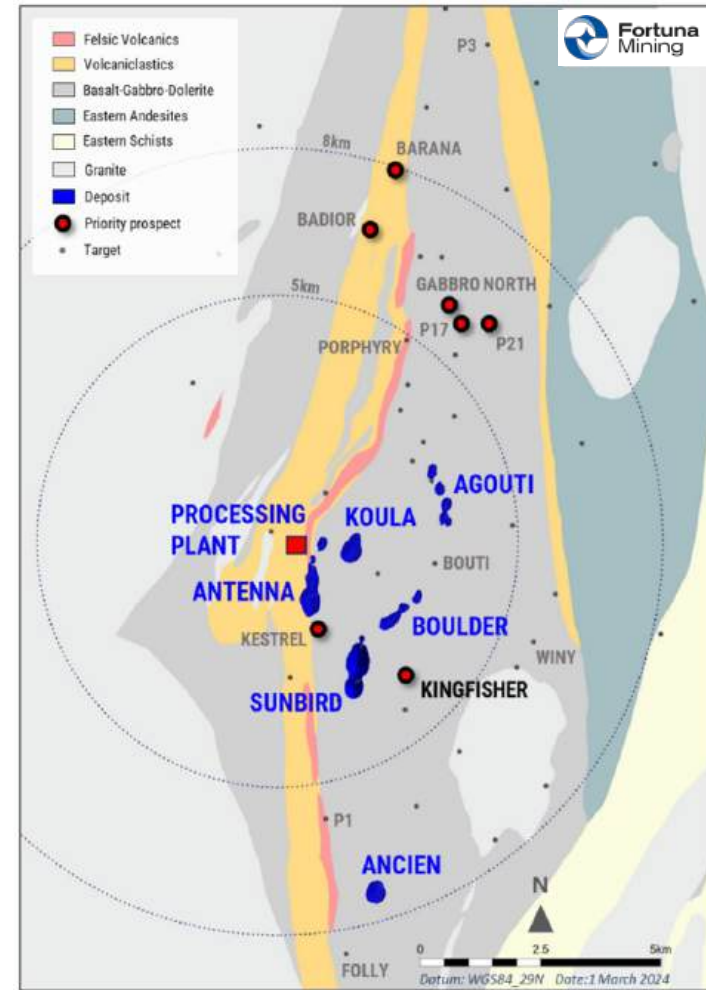 Fortuna
Mining
Felsic Volcanics
Volcaniclastics
Basalt-Gabbro-Dolerite
Eastern Andesites
Eastern Schists
Granite
Deposit
Priority prospect
Target
P3
8km
BARANA
BADIOR
5km
GABBRO NORTH
P17
P21
PORPHYRY
AGOUTI
PROCESSING
PLANT
KOULA
BOUTI
ANTENNA
BOULDER
KESTREL
WINY
KINGFISHER
SUNBIRD
P1
ANCIEN
N
0
2.5
5km
FOLLY
Datum: WGS84_29N Date:1 March 2024